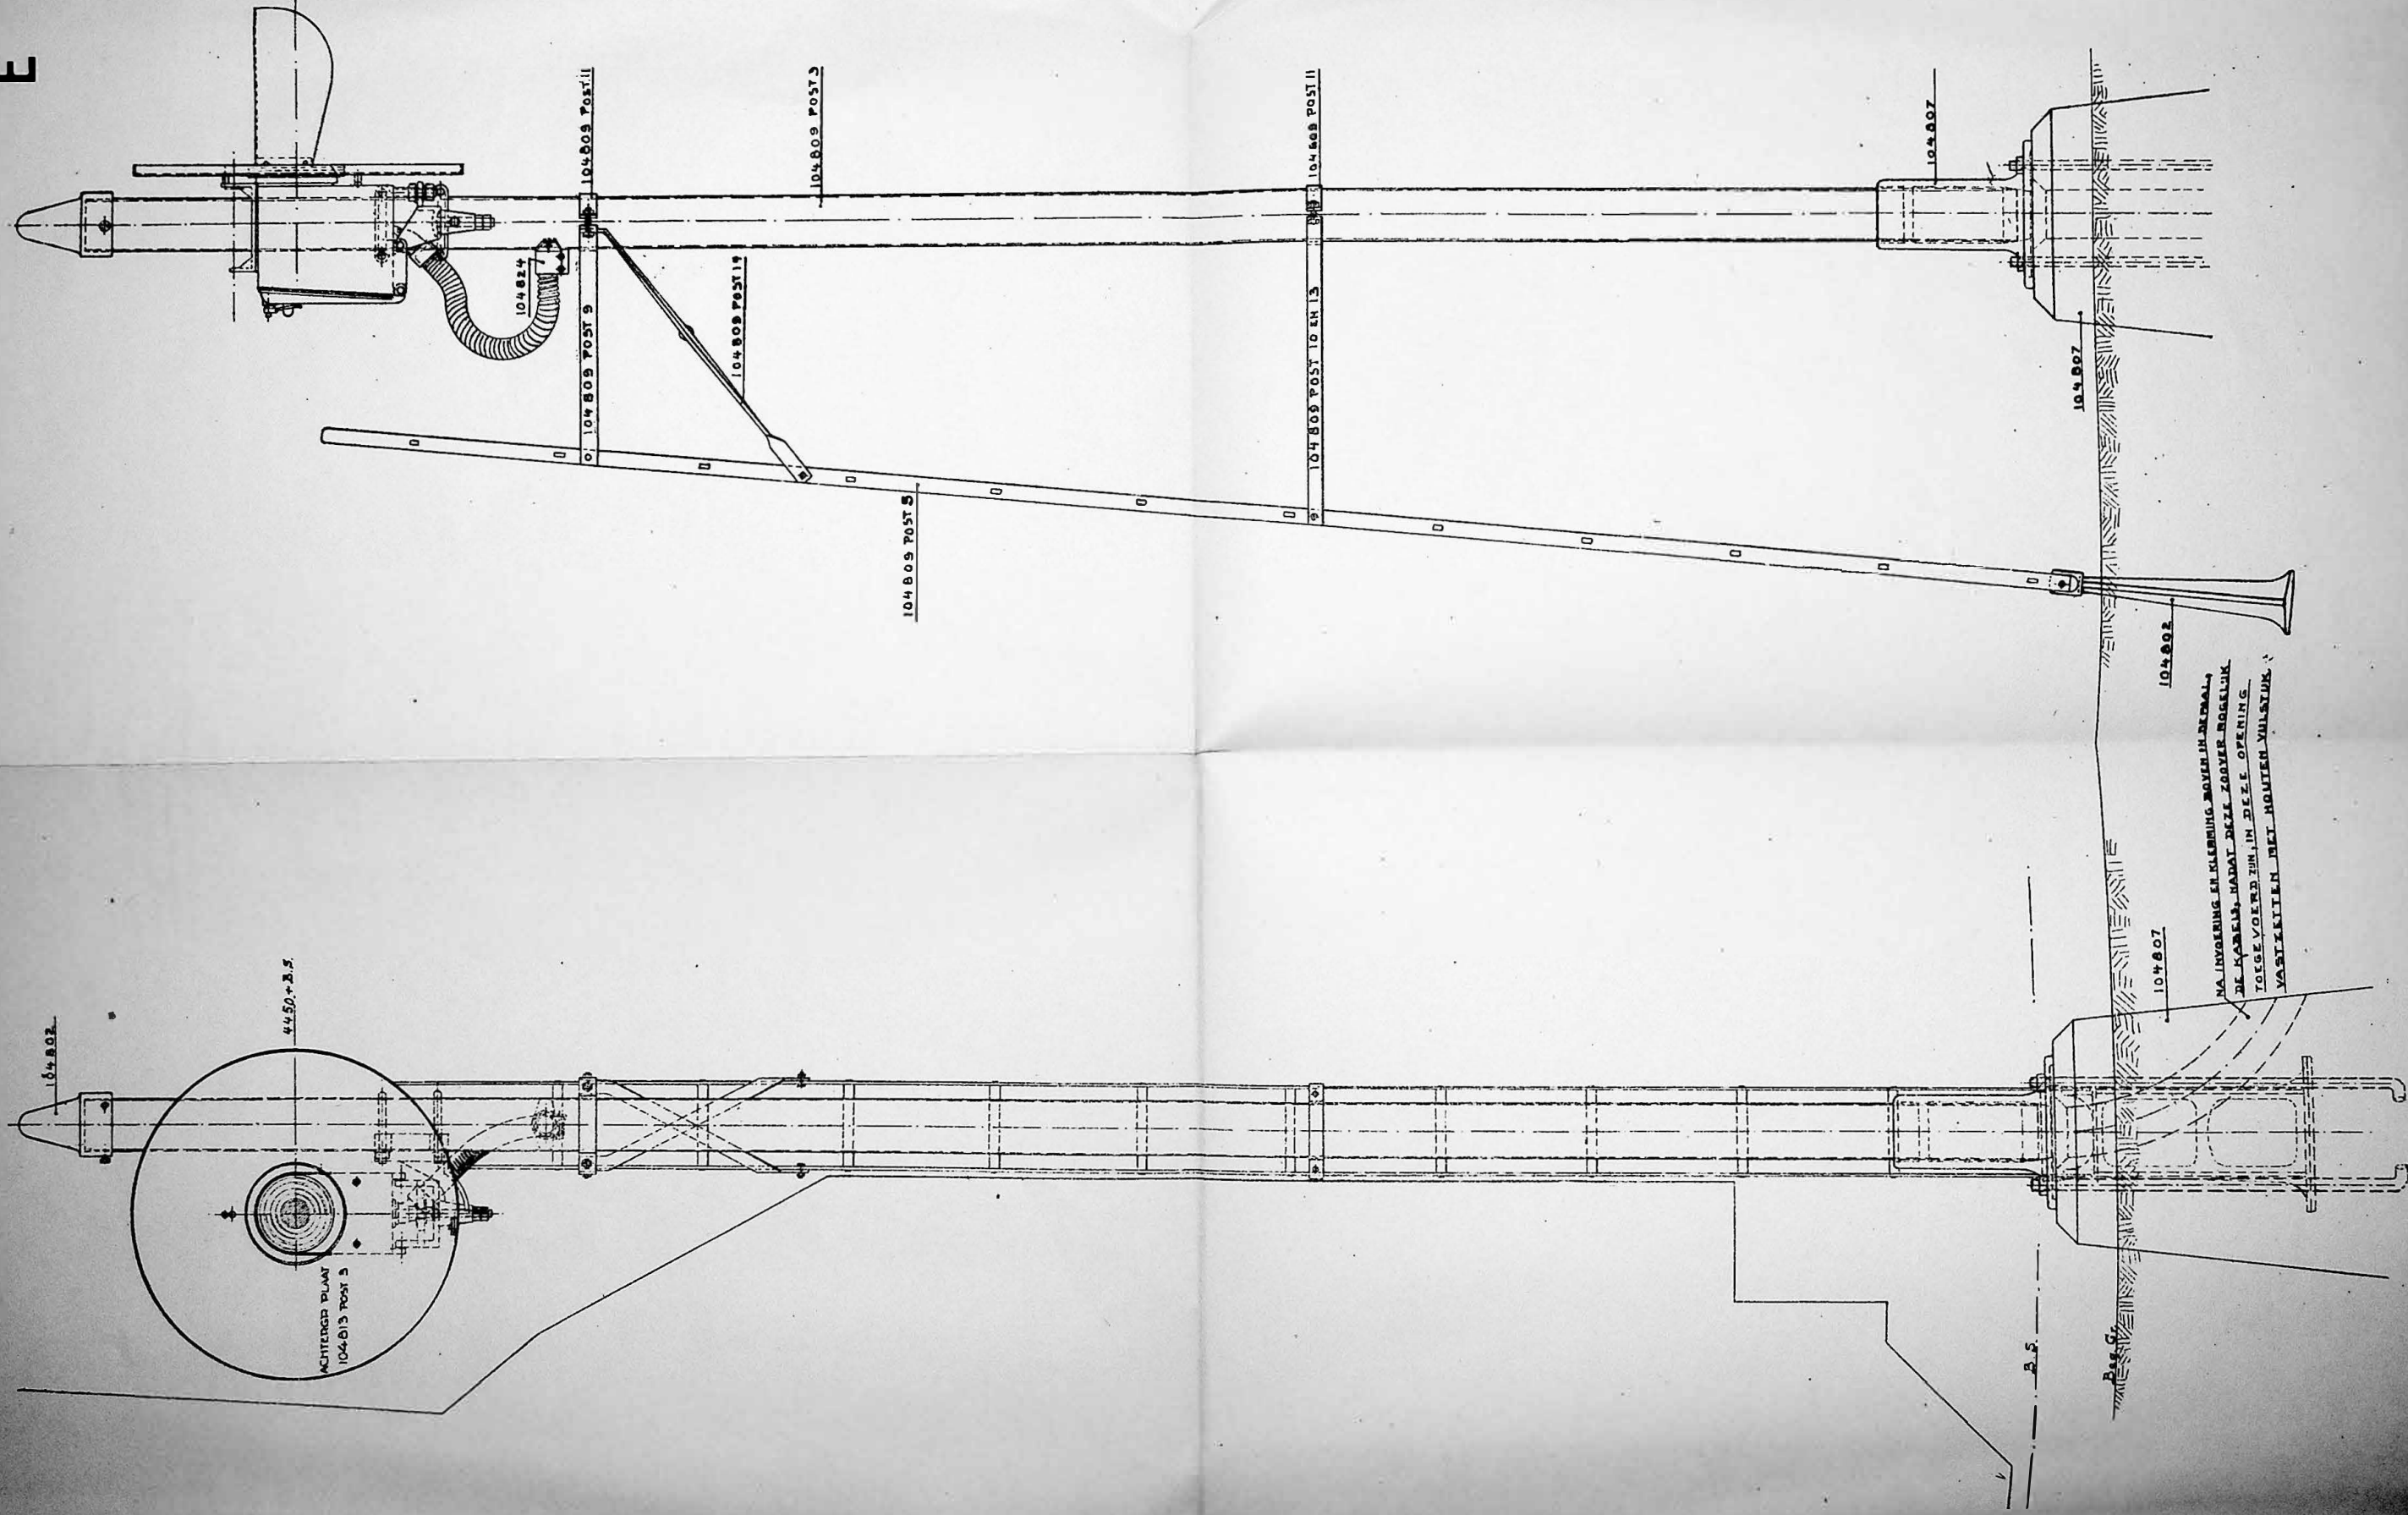 E
104809 POST 11
104809 POST 3
104809 POST 11
104807
104824
104809 POST 9
104809 POST 19
104809 POST 10 EN 13
104807
104809 POST 5
104802
NA INVOERING EN KLEMMING BOVEN IN DE PAAL,
DE KABELS, NADAT DEZE ZOOVER MOGELIJK
TOEGEVOERD ZIJN, IN DEZE OPENING
VASTZETTEN MET HOUTEN VULSTUK
104802
4450.+B.S.
104807
ACHTERGR PLAAT
104813 POST 3
B.S.
Beg. Gr.